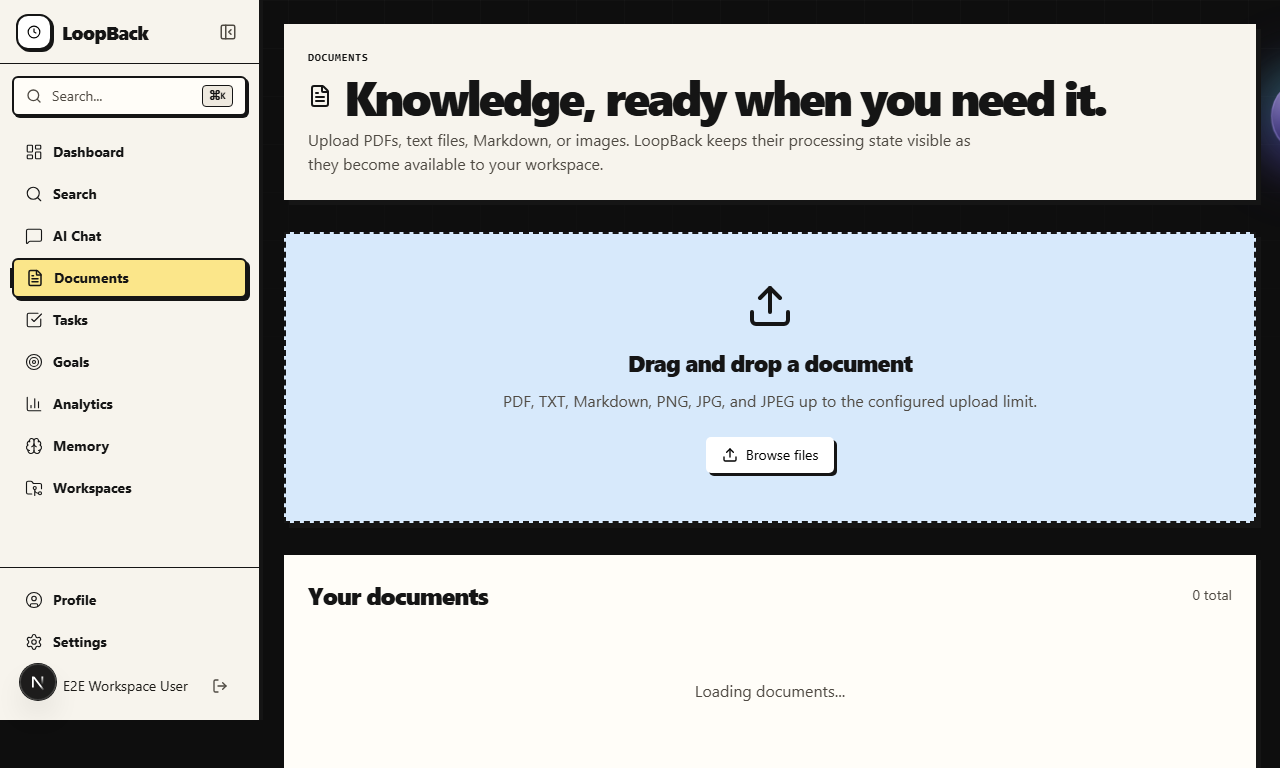 LoopBack
Search...
⌘K
Dashboard
Search
AI Chat
Documents
Tasks
Goals
Analytics
Memory
Workspaces
Profile
Settings
N
E2E Workspace User
DOCUMENTS
Knowledge, ready when you need it.
Upload PDFs, text files, Markdown, or images. LoopBack keeps their processing state visible as
they become available to your workspace.
Drag and drop a document
PDF, TXT, Markdown, PNG, JPG, and JPEG up to the configured upload limit.
Browse files
Your documents
0 total
Loading documents...